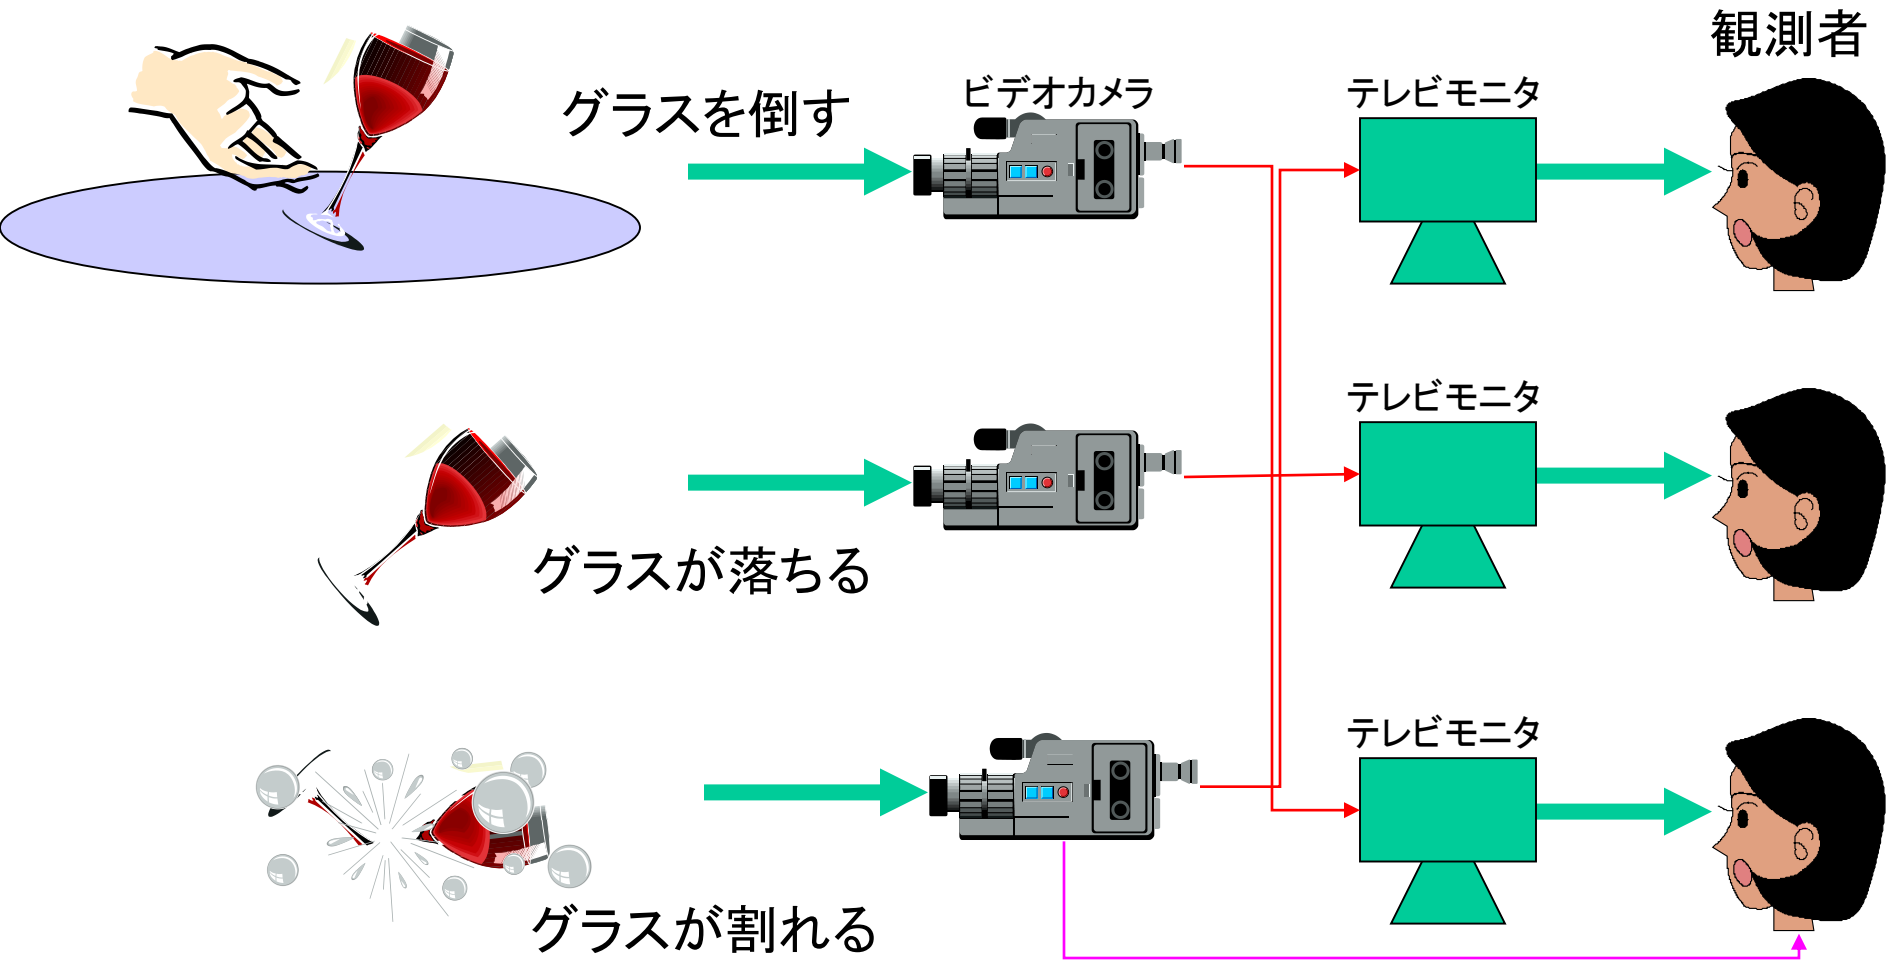 観測者
ビデオカメラ
テレビモニタ
グラスを倒す
テレビモニタ
グラスが落ちる
テレビモニタ
グラスが割れる